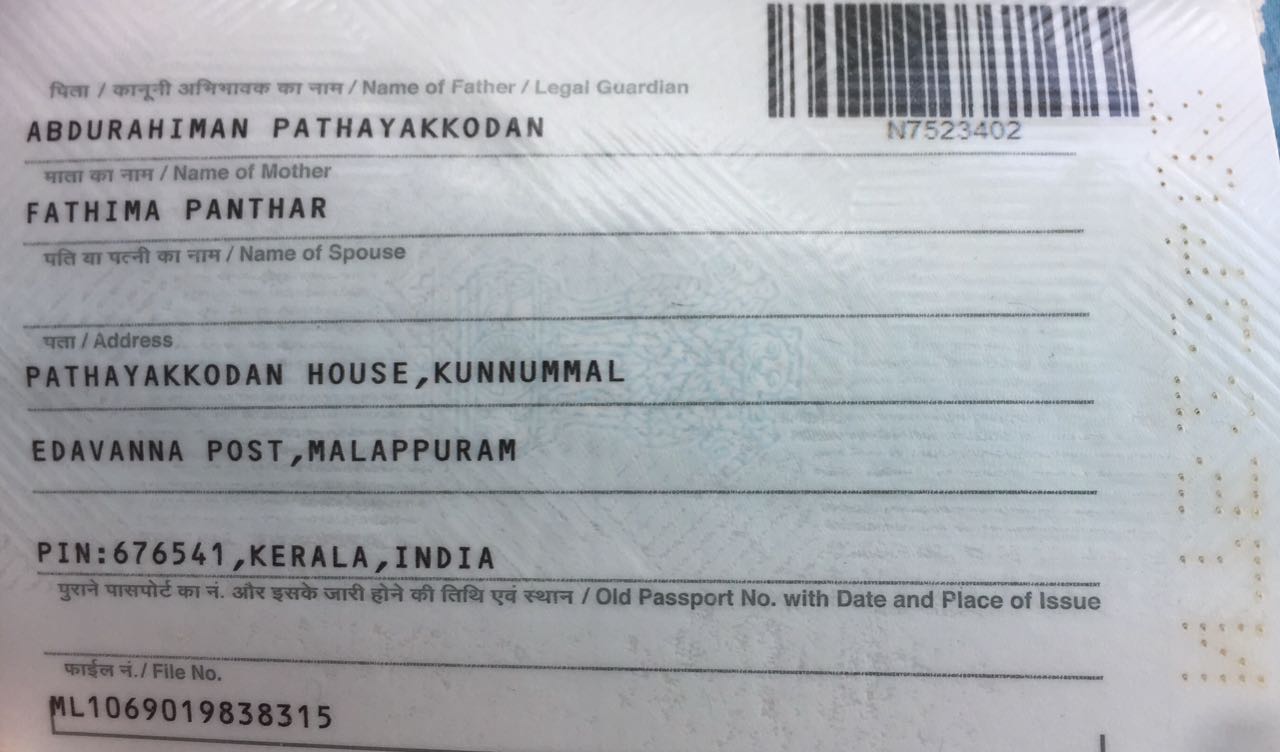 पिता / कानूनी अभिभावक का नाम / Name of Father / Legal Guardian
ABDURAHIMAN PATHAYAKKODAN
N7523402
माता का नाम / Name of Mother
FATHIMA PANTHAR
पति या पत्नी का नाम / Name of Spouse
पता / Address
PATHAYAKKODAN HOUSE,KUNNUMMAL
EDAVANNA POST,MALAPPURAM
PIN:676541,KERALA,INDIA
पुराने पासपोर्ट का नं. और इसके जारी होने की तिथि एवं स्थान / Old Passport No. with Date and Place of Issue
फाईल नं./ File No.
ML1069019838315